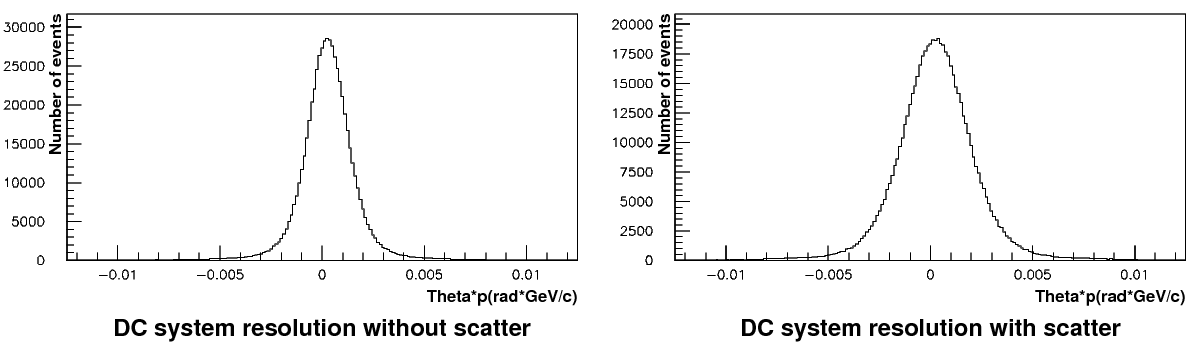 Number of events
30000
25000
20000
15000
10000
5000
0
−0.01 −0.005 0 0.005 0.01
Theta*p(rad*GeV/c)
DC system resolution without scatter
Number of events
20000
17500
15000
12500
10000
7500
5000
2500
0
−0.01 −0.005 0 0.005 0.01
Theta*p(rad*GeV/c)
DC system resolution with scatter